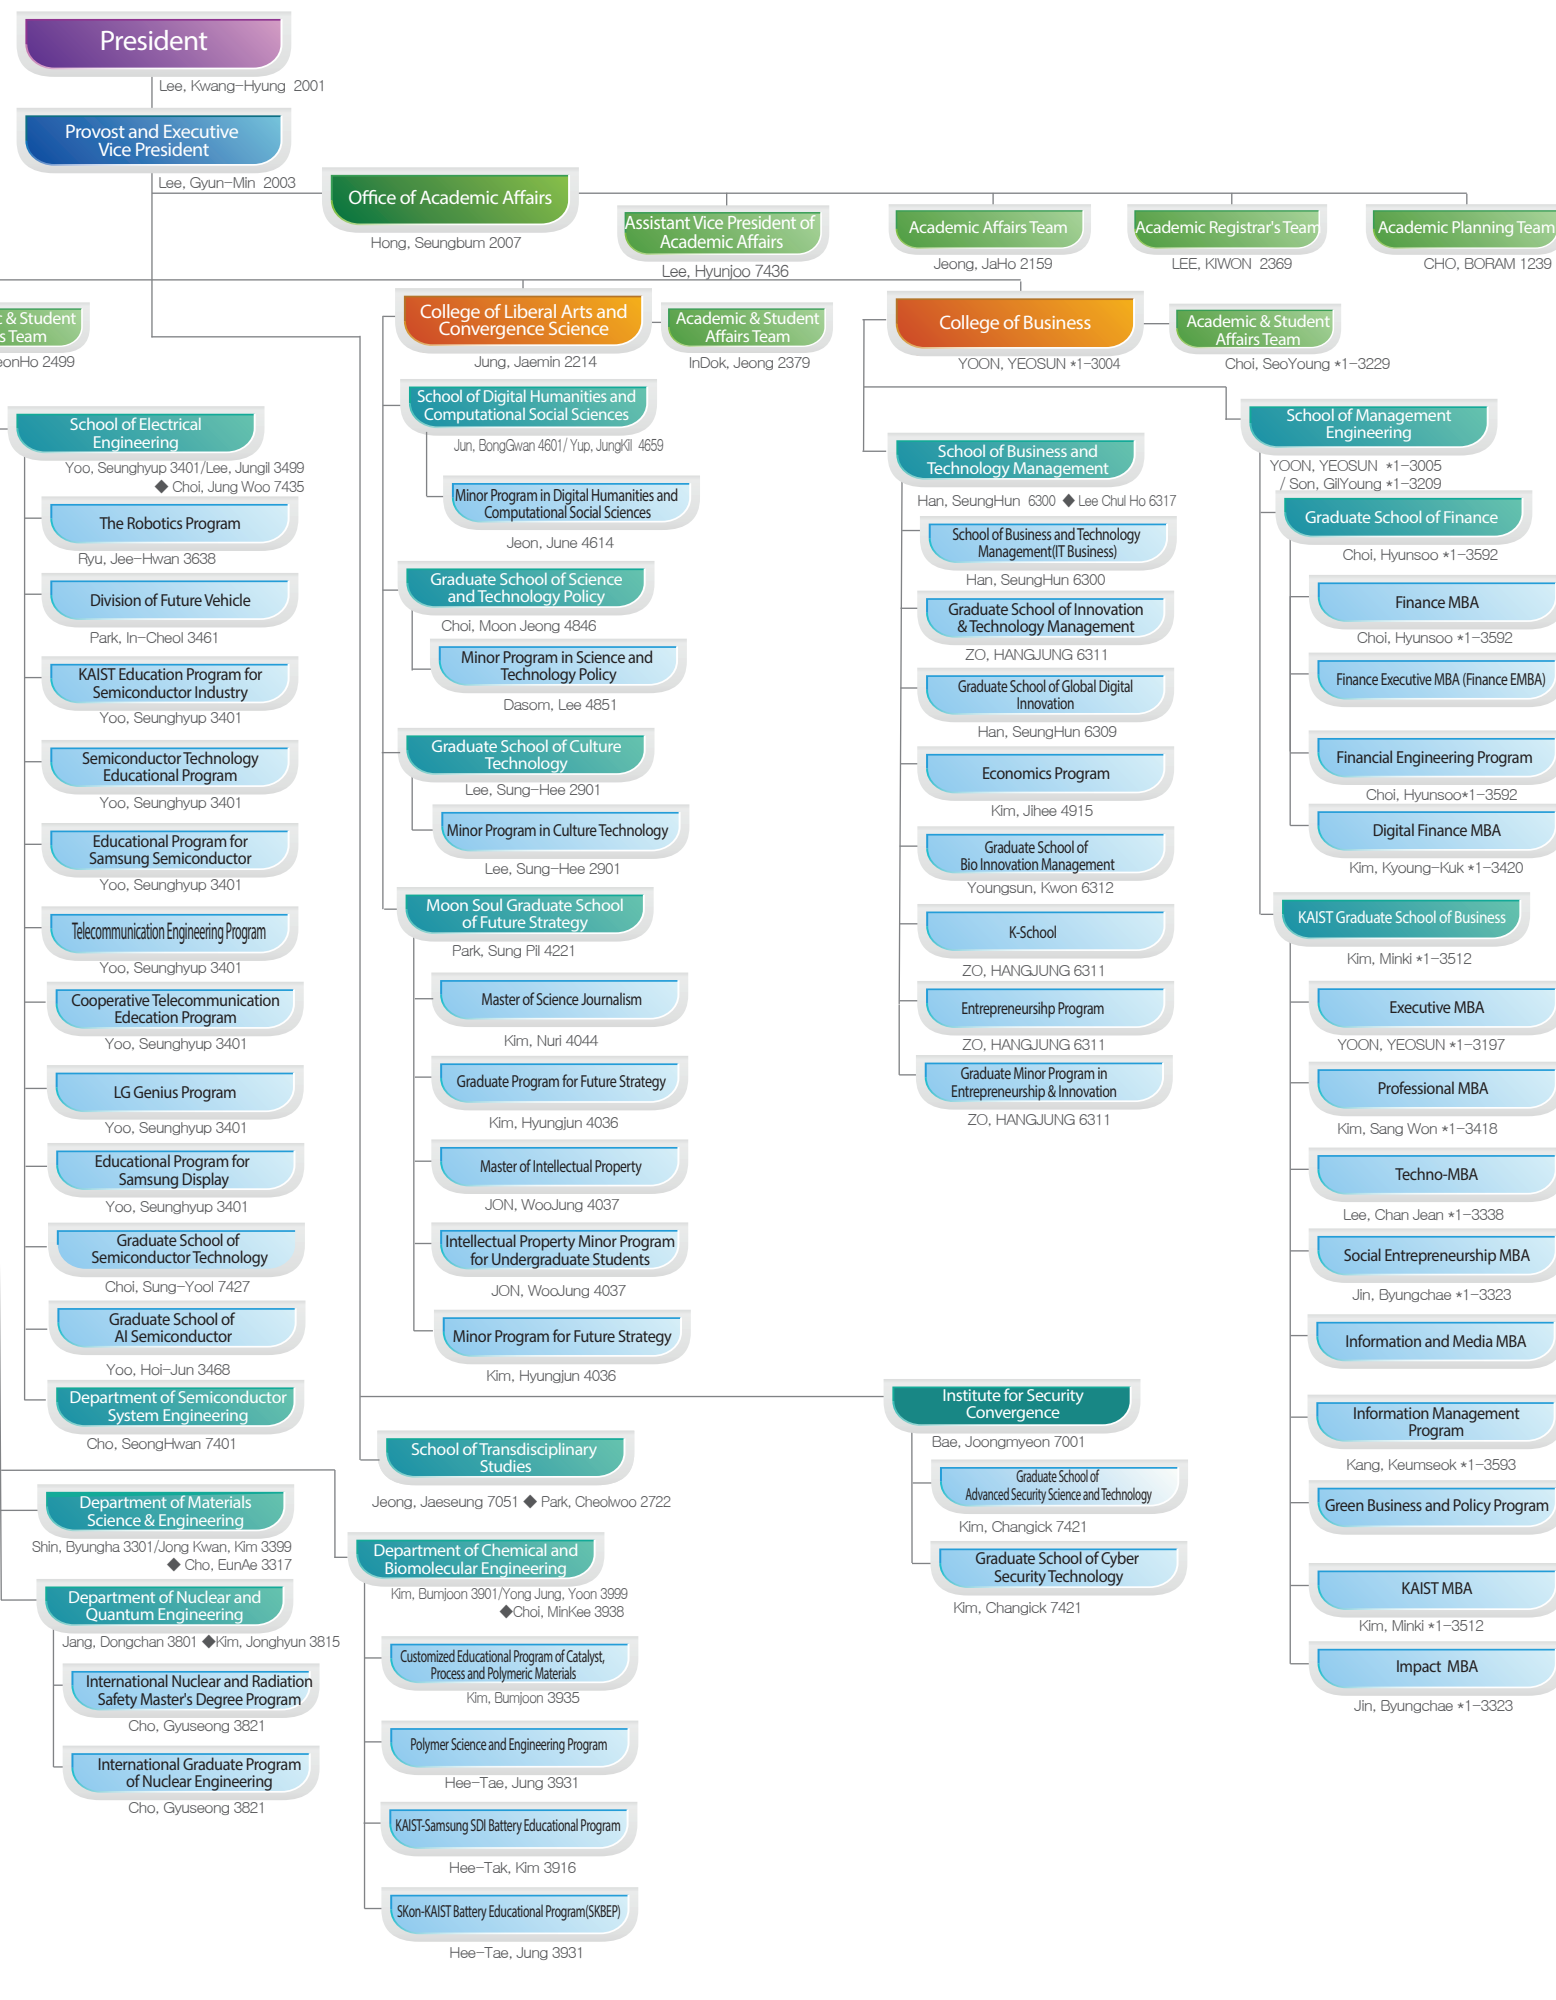 President
Lee, Kwang-Hyung 2001
Provost and Executive
Vice President
Lee, Gyun-Min 2003
Office of Academic Affairs
Hong, Seungbum 2007
Assistant Vice President of
Academic Affairs
Lee, Hyunjoo 7436
Academic Affairs Team
Jeong, JaHo 2159
Academic Registrar's Team
LEE, KIWON 2369
Academic Planning Team
CHO, BORAM 1239
& Student
s Team
eonHo 2499
School of Electrical
Engineering
Yoo, Seunghyup 3401/Lee, Jungil 3499
◆ Choi, Jung Woo 7435
The Robotics Program
Ryu, Jee-Hwan 3638
Division of Future Vehicle
Park, In-Cheol 3461
KAIST Education Program for
Semiconductor Industry
Yoo, Seunghyup 3401
Semiconductor Technology
Educational Program
Yoo, Seunghyup 3401
Educational Program for
Samsung Semiconductor
Yoo, Seunghyup 3401
Telecommunication Engineering Program
Yoo, Seunghyup 3401
Cooperative Telecommunication
Edecation Program
Yoo, Seunghyup 3401
LG Genius Program
Yoo, Seunghyup 3401
Educational Program for
Samsung Display
Yoo, Seunghyup 3401
Graduate School of
Semiconductor Technology
Choi, Sung-Yool 7427
Graduate School of
AI Semiconductor
Yoo, Hoi-Jun 3468
Department of Semiconductor
System Engineering
Cho, SeongHwan 7401
Department of Materials
Science & Engineering
Shin, Byungha 3301/Jong Kwan, Kim 3399
◆ Cho, EunAe 3317
Department of Nuclear and
Quantum Engineering
Jang, Dongchan 3801 ◆Kim, Jonghyun 3815
International Nuclear and Radiation
Safety Master's Degree Program
Cho, Gyuseong 3821
International Graduate Program
of Nuclear Engineering
Cho, Gyuseong 3821
College of Liberal Arts and
Convergence Science
Jung, Jaemin 2214
Academic & Student
Affairs Team
InDok, Jeong 2379
School of Digital Humanities and
Computational Social Sciences
Jun, BongGwan 4601/ Yup, JungKil 4659
Minor Program in Digital Humanities and
Computational Social Sciences
Jeon, June 4614
Graduate School of Science
and Technology Policy
Choi, Moon Jeong 4846
Minor Program in Science and
Technology Policy
Dasom, Lee 4851
Graduate School of Culture
Technology
Lee, Sung-Hee 2901
Minor Program in Culture Technology
Lee, Sung-Hee 2901
Moon Soul Graduate School
of Future Strategy
Park, Sung Pil 4221
Master of Science Journalism
Kim, Nuri 4044
Graduate Program for Future Strategy
Kim, Hyungjun 4036
Master of Intellectual Property
JON, WooJung 4037
Intellectual Property Minor Program
for Undergraduate Students
JON, WooJung 4037
Minor Program for Future Strategy
Kim, Hyungjun 4036
School of Transdisciplinary
Studies
Jeong, Jaeseung 7051 ◆ Park, Cheolwoo 2722
Department of Chemical and
Biomolecular Engineering
Kim, Bumjoon 3901/Yong Jung, Yoon 3999
◆Choi, MinKee 3938
Customized Educational Program of Catalyst,
Process and Polymeric Materials
Kim, Bumjoon 3935
Polymer Science and Engineering Program
Hee-Tae, Jung 3931
KAIST-Samsung SDI Battery Educational Program
Hee-Tak, Kim 3916
SKon-KAIST Battery Educational Program(SKBEP)
Hee-Tae, Jung 3931
College of Business
YOON, YEOSUN *1-3004
Academic & Student
Affairs Team
Choi, SeoYoung *1-3229
School of Business and
Technology Management
Han, SeungHun 6300 ◆ Lee Chul Ho 6317
School of Business and Technology
Management(IT Business)
Han, SeungHun 6300
Graduate School of Innovation
& Technology Management
ZO, HANGJUNG 6311
Graduate School of Global Digital
Innovation
Han, SeungHun 6309
Economics Program
Kim, Jihee 4915
Graduate School of
Bio Innovation Management
Youngsun, Kwon 6312
K-School
ZO, HANGJUNG 6311
Entrepreneursihp Program
ZO, HANGJUNG 6311
Graduate Minor Program in
Entrepreneurship & Innovation
ZO, HANGJUNG 6311
Institute for Security
Convergence
Bae, Joongmyeon 7001
Graduate School of
Advanced Security Science and Technology
Kim, Changick 7421
Graduate School of Cyber
Security Technology
Kim, Changick 7421
School of Management
Engineering
YOON, YEOSUN *1-3005
/ Son, GilYoung *1-3209
Graduate School of Finance
Choi, Hyunsoo *1-3592
Finance MBA
Choi, Hyunsoo *1-3592
Finance Executive MBA (Finance EMBA)
Financial Engineering Program
Choi, Hyunsoo*1-3592
Digital Finance MBA
Kim, Kyoung-Kuk *1-3420
KAIST Graduate School of Business
Kim, Minki *1-3512
Executive MBA
YOON, YEOSUN *1-3197
Professional MBA
Kim, Sang Won *1-3418
Techno-MBA
Lee, Chan Jean *1-3338
Social Entrepreneurship MBA
Jin, Byungchae *1-3323
Information and Media MBA
Information Management
Program
Kang, Keumseok *1-3593
Green Business and Policy Program
KAIST MBA
Kim, Minki *1-3512
Impact MBA
Jin, Byungchae *1-3323